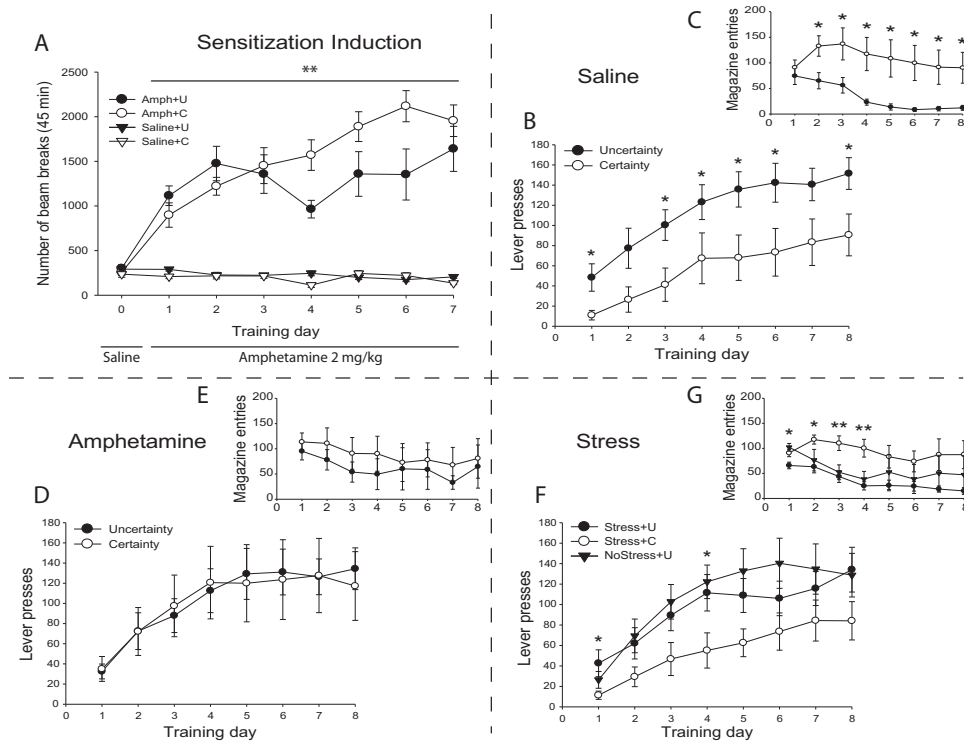 A
Sensitization Induction
**
2500
2000
1500
1000
500
0
Number of beam breaks (45 min)
Amph+U
Amph+C
Saline+U
Saline+C
0 1 2 3 4 5 6 7
Training day
Saline
Amphetamine 2 mg/kg
C
200
150
100
50
0
Magazine entries
* * * * * * *
0 1 2 3 4 5 6 7 8
Saline
B
Uncertainty
Certainty
180
160
140
120
100
80
60
40
20
0
Lever presses
* * * * * *
0 1 2 3 4 5 6 7 8
Training day
E
200
150
100
50
0
Magazine entries
0 1 2 3 4 5 6 7 8
Amphetamine
D
Uncertainty
Certainty
180
160
140
120
100
80
60
40
20
0
Lever presses
0 1 2 3 4 5 6 7 8
Training day
G
200
150
100
50
0
Magazine entries
* * ** **
0 1 2 3 4 5 6 7 8
Stress
F
Stress+U
Stress+C
NoStress+U
180
160
140
120
100
80
60
40
20
0
Lever presses
* *
0 1 2 3 4 5 6 7 8
Training day